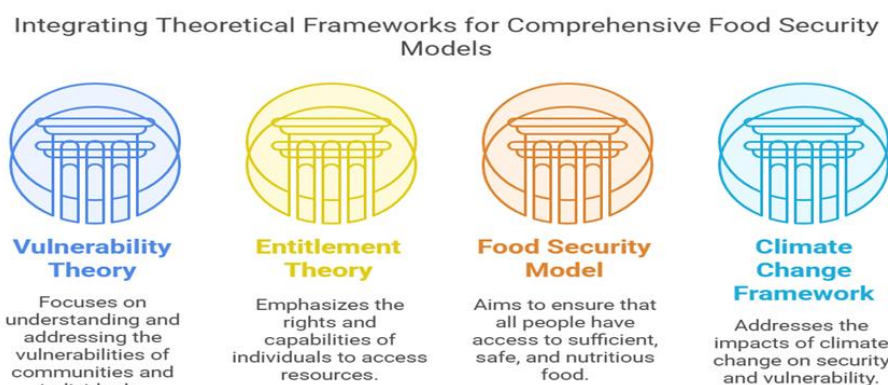 Integrating Theoretical Frameworks for Comprehensive Food Security
Models
Vulnerability
Theory
Focuses on
understanding and
addressing the
vulnerabilities of
communities and
Entitlement
Theory
Emphasizes the
rights and
capabilities of
individuals to access
resources.
Food Security
Model
Aims to ensure that
all people have
access to sufficient,
safe, and nutritious
food.
Climate
Change
Framework
Addresses the
impacts of climate
change on security
and vulnerability.